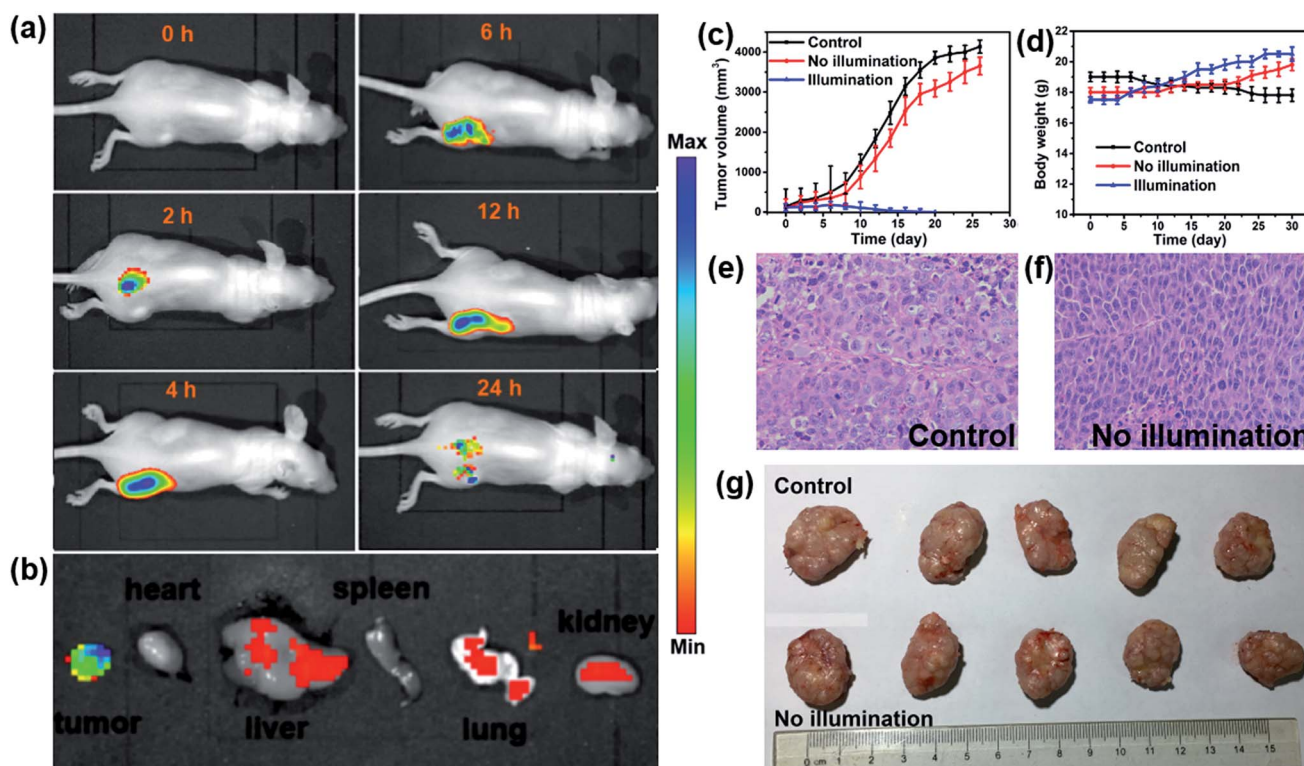 (a)
0 h
6 h
2 h
12 h
4 h
24 h
Max
Min
(b)
heart
spleen
kidney
tumor
liver
lung
L
(c)
Tumor volume (mm³)
4000
3000
2000
1000
0
Control
No illumination
Illumination
0 5 10 15 20 25 30
Time (day)
(d)
Body weight (g)
22
20
18
16
14
12
10
Control
No illumination
Illumination
0 5 10 15 20 25 30
Time (day)
(e)
Control
(f)
No illumination
(g)
Control
No illumination
0 cm 1 2 3 4 5 6 7 8 9 10 11 12 13 14 15